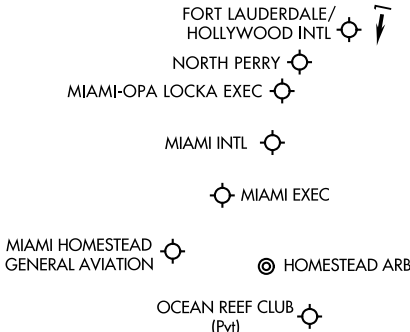 FORT LAUDERDALE/
HOLLYWOOD INTL
NORTH PERRY
MIAMI-OPA LOCKA EXEC
MIAMI INTL
MIAMI EXEC
MIAMI HOMESTEAD
GENERAL AVIATION
HOMESTEAD ARB
OCEAN REEF CLUB
(Pvt)